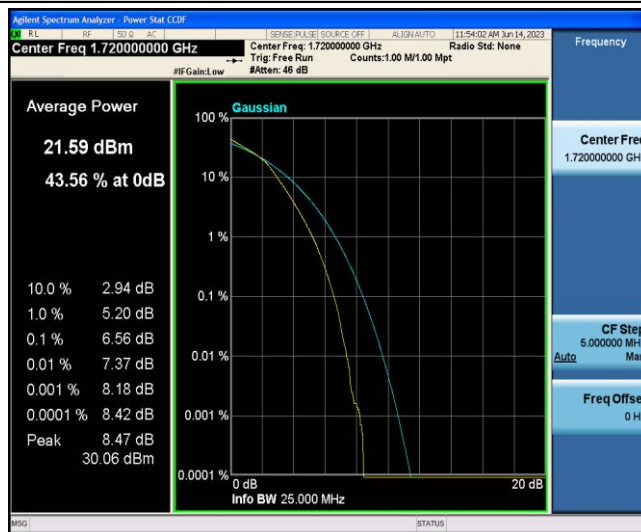 Agilent Spectrum Analyzer - Power Stat CCDF
RL RF 50 Ω AC SENSE:PULSE SOURCE OFF ALIGN AUTO 11:54:02 AM Jun 14, 2023
Center Freq 1.720000000 GHz
Center Freq: 1.720000000 GHz Radio Std: None
Trig: Free Run Counts:1.00 M/1.00 Mpt
#IFGain:Low #Atten: 46 dB
Frequency
Average Power
21.59 dBm
43.56 % at 0dB
10.0 % 2.94 dB
1.0 % 5.20 dB
0.1 % 6.56 dB
0.01 % 7.37 dB
0.001 % 8.18 dB
0.0001 % 8.42 dB
Peak 8.47 dB
30.06 dBm
Gaussian
100 %
10 %
1 %
0.1 %
0.01 %
0.001 %
0.0001 %
0 dB 20 dB
Info BW 25.000 MHz
Center Freq
1.720000000 GH
CF Step
5.000000 MH
Auto Man
Freq Offse
0 H
MSG STATUS